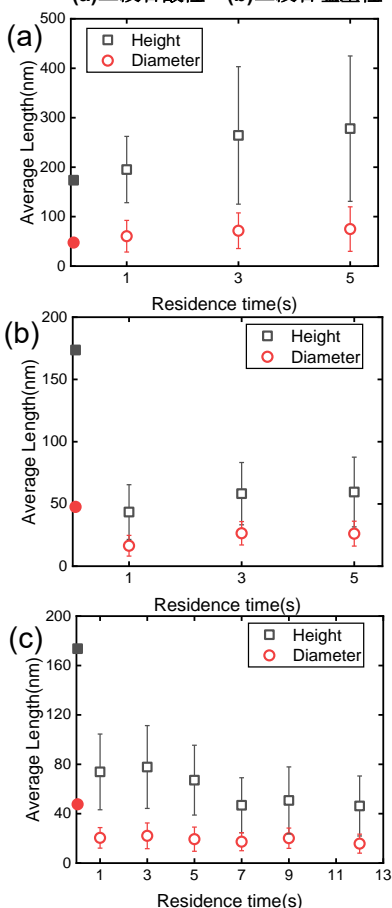 (a)
500
400
300
200
100
0
Average Length(nm)
Height
Diameter
1 3 5
Residence time(s)
(b)
200
150
100
50
0
Average Length(nm)
Height
Diameter
1 3 5
Residence time(s)
(c)
200
160
120
80
40
0
Average Length(nm)
Height
Diameter
1 3 5 7 9 11 13
Residence time(s)